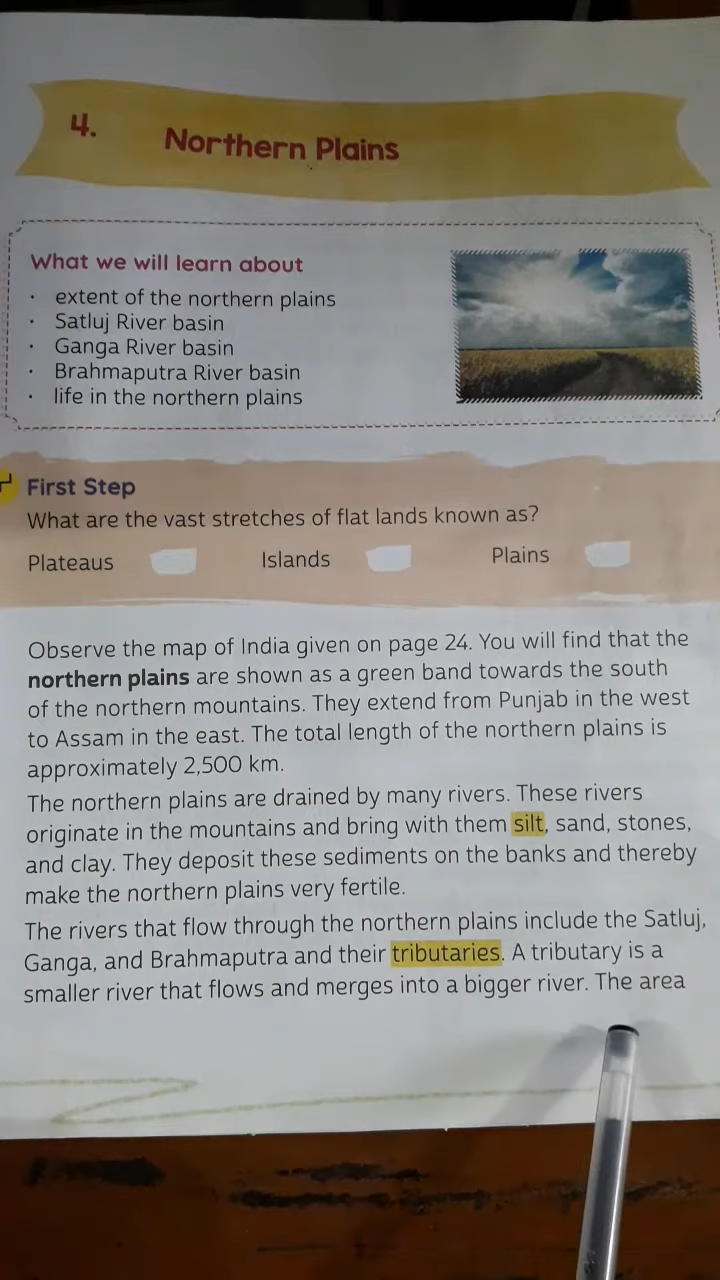 4. Northern Plains
What we will learn about
· extent of the northern plains
· Satluj River basin
· Ganga River basin
· Brahmaputra River basin
· life in the northern plains
First Step
What are the vast stretches of flat lands known as?
Plateaus Islands Plains
Observe the map of India given on page 24. You will find that the
northern plains are shown as a green band towards the south
of the northern mountains. They extend from Punjab in the west
to Assam in the east. The total length of the northern plains is
approximately 2,500 km.
The northern plains are drained by many rivers. These rivers
originate in the mountains and bring with them silt, sand, stones,
and clay. They deposit these sediments on the banks and thereby
make the northern plains very fertile.
The rivers that flow through the northern plains include the Satluj,
Ganga, and Brahmaputra and their tributaries. A tributary is a
smaller river that flows and merges into a bigger river. The area